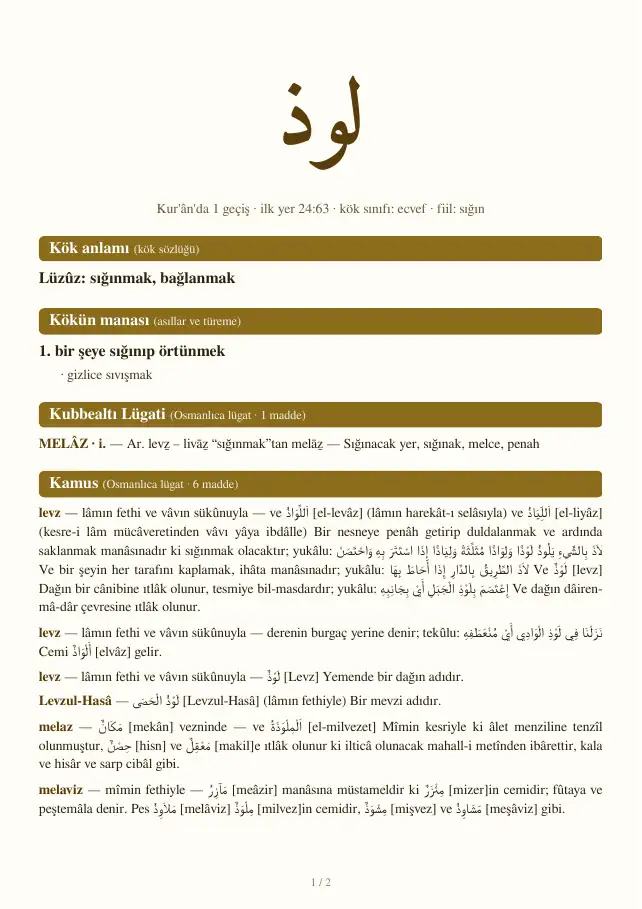 لوذ
Kur'ân'da 1 geçiş · ilk yer 24:63 · kök sınıfı: ecvef · fiil: sığın
Kök anlamı (kök sözlüğü)
Lüzûz: sığınmak, bağlanmak
Kökün manası (asıllar ve türeme)
1. bir şeye sığınıp örtünmek
· gizlice sıvışmak
Kubbealtı Lügati (Osmanlıca lügat · 1 madde)
MELÂZ · i. — Ar. levẕ – livāẕ “sığınmak”tan melāẕ — Sığınacak yer, sığınak, melce, penah
Kamus (Osmanlıca lügat · 6 madde)
levz — lâmın fethi ve vâvın sükûnuyla — ve اَللَّوَاذُ [el-levâz] (lâmın harekât-ı selâsıyla) ve اَللِّيَاذُ [el-liyâz]
(kesre-i lâm mücâveretinden vâvı yâya ibdâlle) Bir nesneye penâh getirip duldalanmak ve ardında
saklanmak manâsınadır ki sığınmak olacaktır; yukâlu: لاَذَ بِالشَّيْءِ يَلُوذُ لَوْذًا وَلِوَاذًا مُثَلَّثَةً وَلِيَاذًا إِذَا اسْتَتَرَ بِهِ وَاحْتَصَنَ
Ve bir şeyin her tarafını kaplamak, ihâta manâsınadır; yukâlu: لاَذَ الطَّرِيقُ بِالدَّارِ إِذَا أَحَاطَ بِهَا Ve لَوْذٌ [levz]
Dağın bir cânibine ıtlâk olunur, tesmiye bil-masdardır; yukâlu: إِعْتَصَمَ بِلَوْذِ الْجَبَلِ أَيْ بِجَانِبِهِ Ve dağın dâiren-
mâ-dâr çevresine ıtlâk olunur.
levz — lâmın fethi ve vâvın sükûnuyla — derenin burgaç yerine denir; tekûlu: نَزَلْنَا فِي لَوْذِ الْوَادِي أَيْ مُنْعَطَفِهِ
Cemi أَلْوَاذٌ [elvâz] gelir.
levz — lâmın fethi ve vâvın sükûnuyla — لَوْذٌ [Levz] Yemende bir dağın adıdır.
Levzul-Hasâ — لَوْذُ الْحَصَى [Levzul-Hasâ] (lâmın fethiyle) Bir mevzi adıdır.
melaz — مَكَانٌ [mekân] vezninde — ve اَلْمِلْوَذَةُ [el-milvezet] Mîmin kesriyle ki âlet menziline tenzîl
olunmuştur, حِصْنٌ [hisn] ve مَعْقِلٌ [makil]e ıtlâk olunur ki ilticâ olunacak mahall-i metînden ibârettir, kala
ve hisâr ve sarp cibâl gibi.
melaviz — mîmin fethiyle — مَآزِرُ [meâzir] manâsına müstameldir ki مِئْزَرٌ [mizer]in cemidir; fûtaya ve
peştemâla denir. Pes مَلاَوِذُ [melâviz] مِلْوَذٌ [milvez]in cemidir, مِشْوَذٌ [mişvez] ve مَشَاوِذُ [meşâviz] gibi.
1 / 2